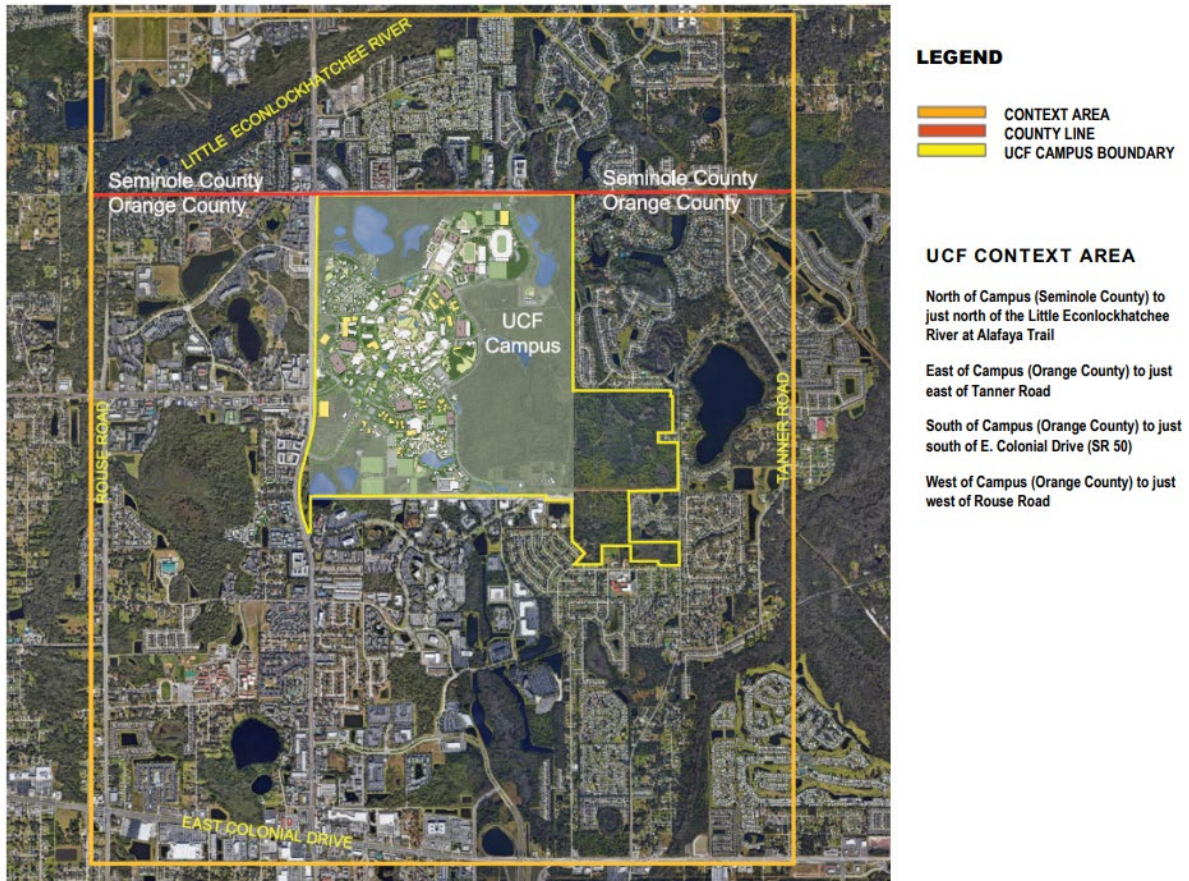 LITTLE ECONLOCKHATCHEE RIVER
Seminole County
Orange County
Seminole County
Orange County
UCF
Campus
ROUSE ROAD
TANNER ROAD
EAST COLONIAL DRIVE
LEGEND
CONTEXT AREA
COUNTY LINE
UCF CAMPUS BOUNDARY
UCF CONTEXT AREA
North of Campus (Seminole County) to
just north of the Little Econlockhatchee
River at Alafaya Trail
East of Campus (Orange County) to just
east of Tanner Road
South of Campus (Orange County) to just
south of E. Colonial Drive (SR 50)
West of Campus (Orange County) to just
west of Rouse Road